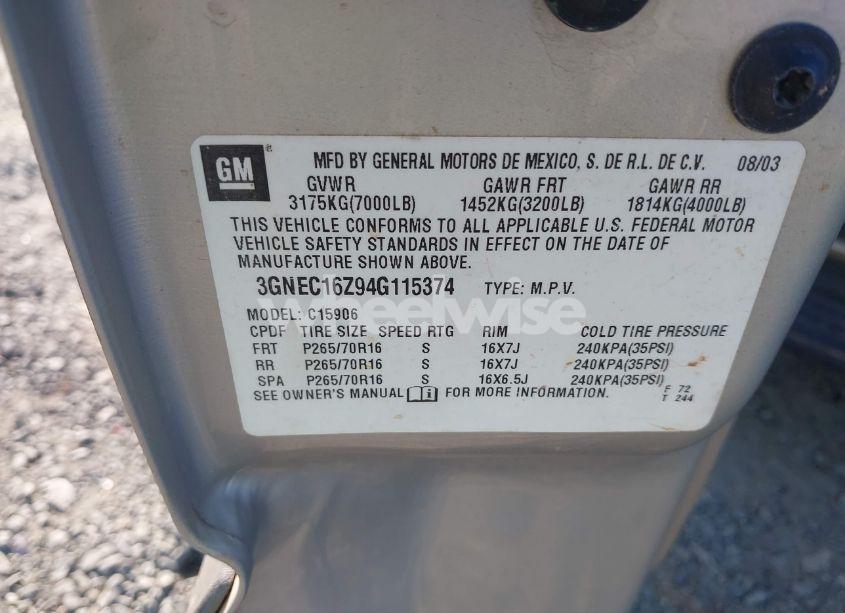 GM
MFD BY GENERAL MOTORS DE MEXICO, S. DE R.L. DE C.V. 08/03
GVWR GAWR FRT GAWR RR
3175KG(7000LB) 1452KG(3200LB) 1814KG(4000LB)
THIS VEHICLE CONFORMS TO ALL APPLICABLE U.S. FEDERAL MOTOR
VEHICLE SAFETY STANDARDS IN EFFECT ON THE DATE OF
MANUFACTURE SHOWN ABOVE.
3GNEC16Z94G115374 TYPE: M.P.V.
wheelwise
MODEL: C15906
CPDF TIRE SIZE SPEED RTG RIM COLD TIRE PRESSURE
FRT P265/70R16 S 16X7J 240KPA(35PSI)
RR P265/70R16 S 16X7J 240KPA(35PSI)
SPA P265/70R16 S 16X6.5J 240KPA(35PSI)
SEE OWNER'S MANUAL i FOR MORE INFORMATION. F 72
T 244